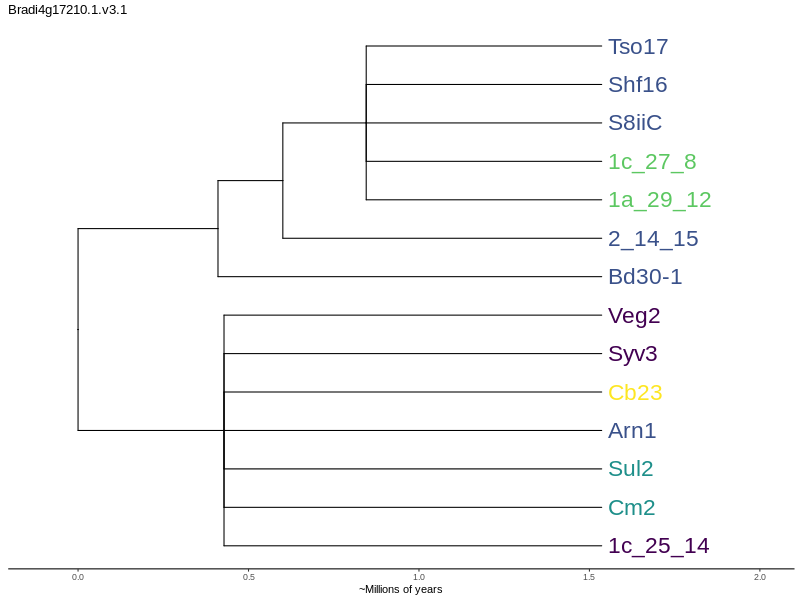 Bradi4g17210.1.v3.1
Tso17
Shf16
S8iiC
1c_27_8
1a_29_12
2_14_15
Bd30-1
Veg2
Syv3
Cb23
Arn1
Sul2
Cm2
1c_25_14
0.0 0.5 1.0 1.5 2.0
~Millions of years